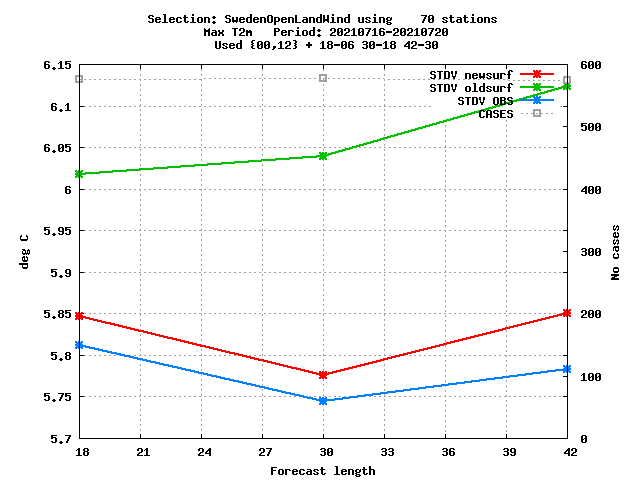 Selection: SwedenOpenLandWind using    70 stations
Max T2m   Period: 20210716-20210720
Used {00,12} + 18-06 30-18 42-30
6.15
6.1
6.05
6
5.95
5.9
5.85
5.8
5.75
5.7
deg C
600
500
400
300
200
100
0
No cases
STDV newsurf
STDV oldsurf
STDV OBS
CASES
18 21 24 27 30 33 36 39 42
Forecast length